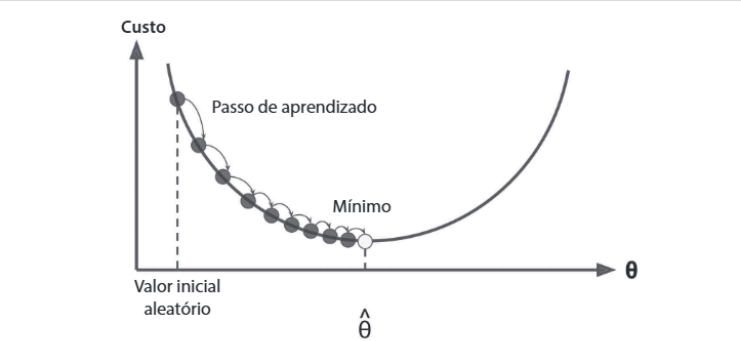 Custo
Passo de aprendizado
Mínimo
θ
Valor inicial
aleatório
θ̂